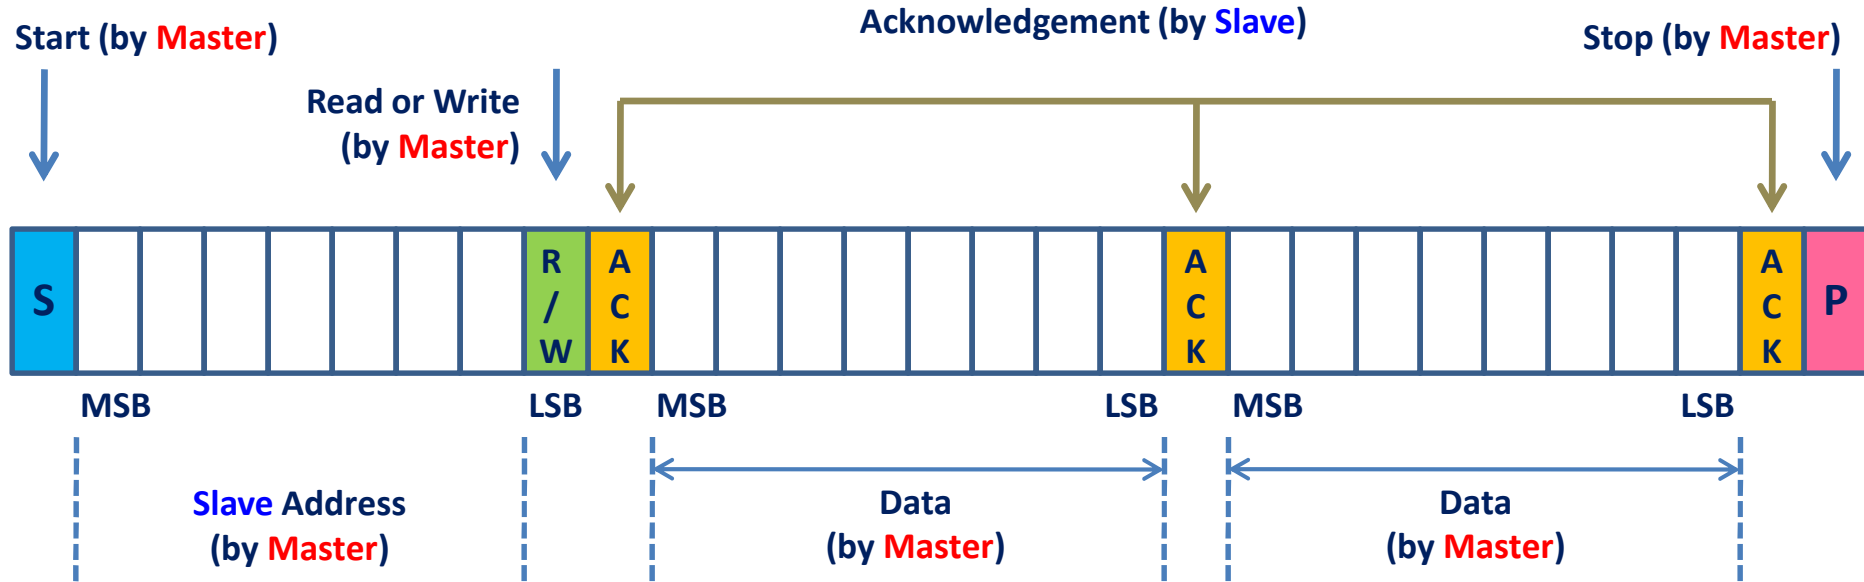 Start (by Master)
Acknowledgement (by Slave)
Stop (by Master)
Read or Write
(by Master)
S
R
/
W
A
C
K
A
C
K
A
C
K
P
MSB
LSB
MSB
LSB
MSB
LSB
Slave Address
(by Master)
Data
(by Master)
Data
(by Master)